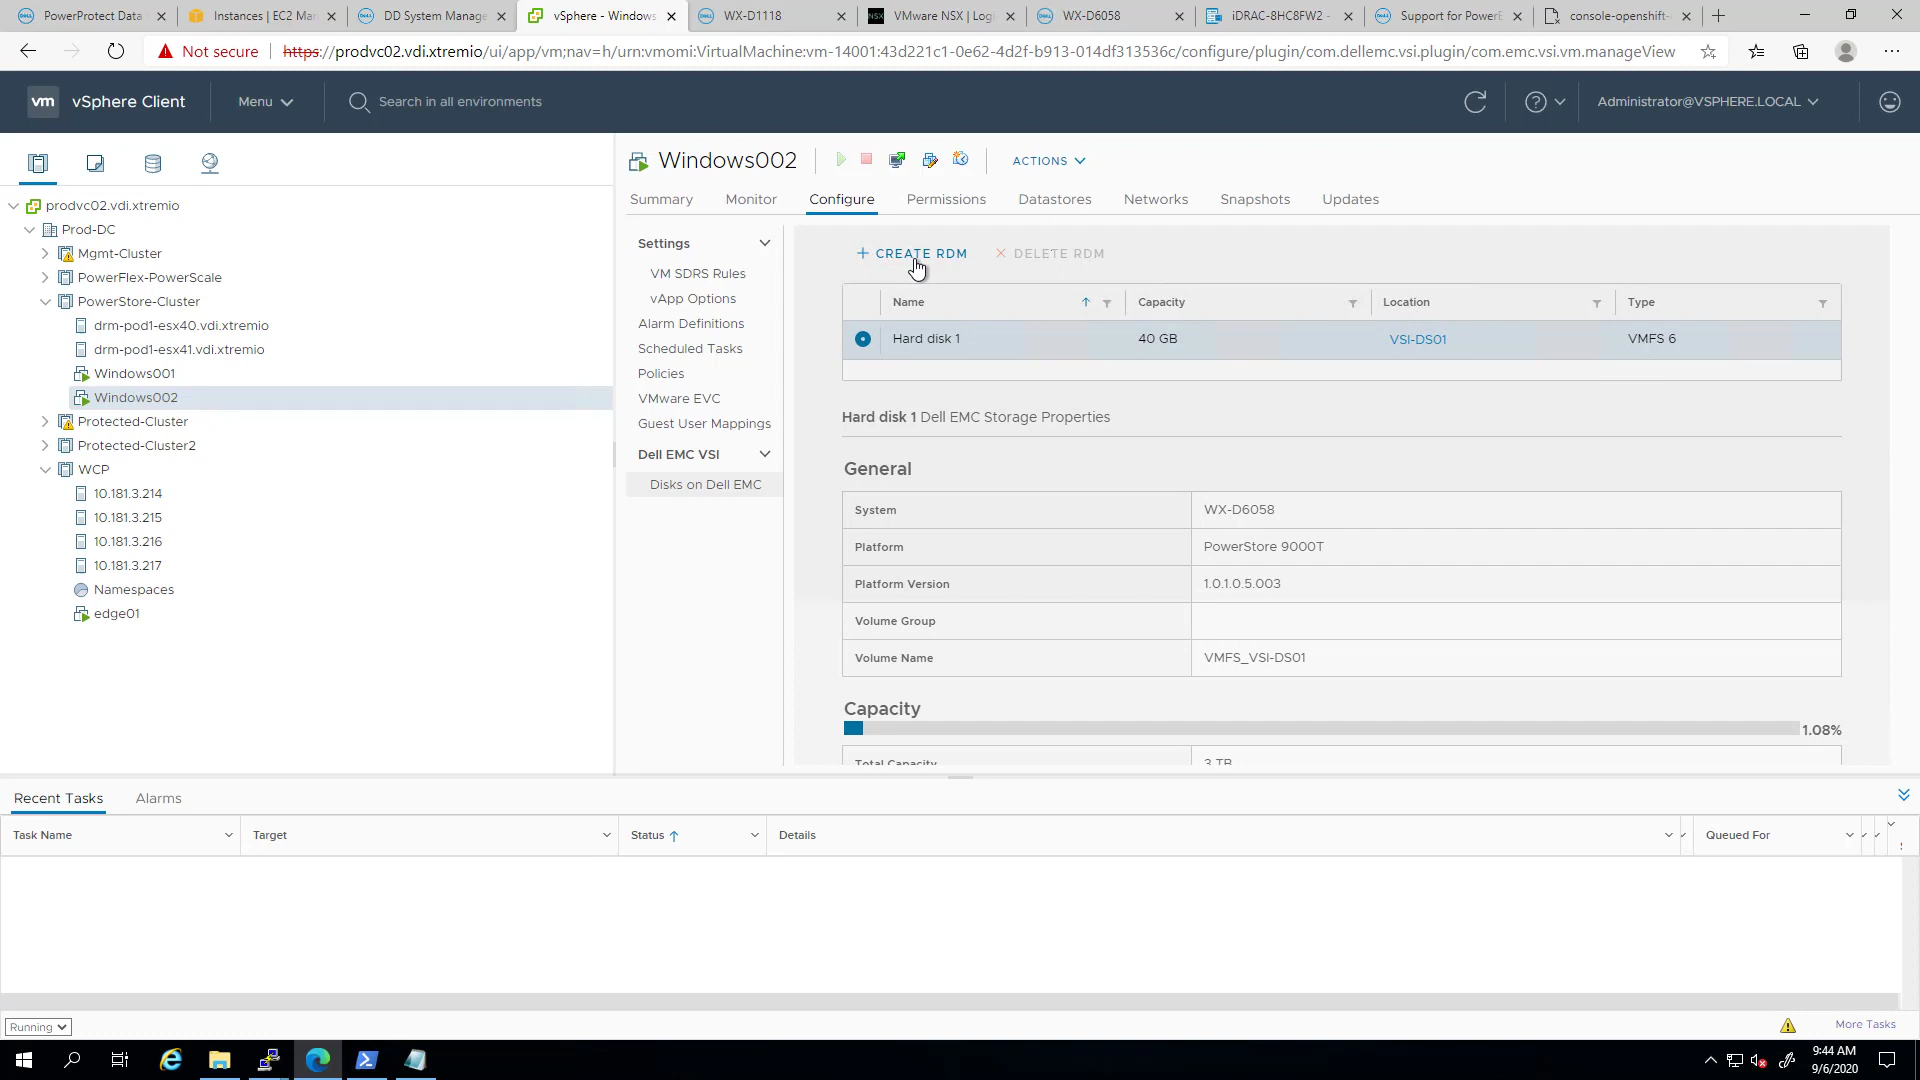 PowerProtect Data
Instances | EC2 Mar
DD System Manage
vSphere - Windows
WX-D1118
VMware NSX | Logi
WX-D6058
iDRAC-8HC8FW2 -
Support for PowerE
console-openshift-
Not secure
https://prodvc02.vdi.xtremio/ui/app/vm;nav=h/urn:vmomi:VirtualMachine:vm-14001:43d221c1-0e62-4d2f-b913-014df313536c/configure/plugin/com.dellemc.vsi.plugin/com.emc.vsi.vm.manageView
vm
vSphere Client
Menu
Search in all environments
Administrator@VSPHERE.LOCAL
prodvc02.vdi.xtremio
Prod-DC
Mgmt-Cluster
PowerFlex-PowerScale
PowerStore-Cluster
drm-pod1-esx40.vdi.xtremio
drm-pod1-esx41.vdi.xtremio
Windows001
Windows002
Protected-Cluster
Protected-Cluster2
WCP
10.181.3.214
10.181.3.215
10.181.3.216
10.181.3.217
Namespaces
edge01
Windows002
ACTIONS
Summary
Monitor
Configure
Permissions
Datastores
Networks
Snapshots
Updates
Settings
VM SDRS Rules
vApp Options
Alarm Definitions
Scheduled Tasks
Policies
VMware EVC
Guest User Mappings
Dell EMC VSI
Disks on Dell EMC
+ CREATE RDM
× DELETE RDM
Name
Capacity
Location
Type
Hard disk 1
40 GB
VSI-DS01
VMFS 6
Hard disk 1 Dell EMC Storage Properties
General
System
WX-D6058
Platform
PowerStore 9000T
Platform Version
1.0.1.0.5.003
Volume Group
Volume Name
VMFS_VSI-DS01
Capacity
1.08%
Total Capacity
3 TB
Recent Tasks
Alarms
Task Name
Target
Status
Details
Queued For
Running
More Tasks
9:44 AM
9/6/2020